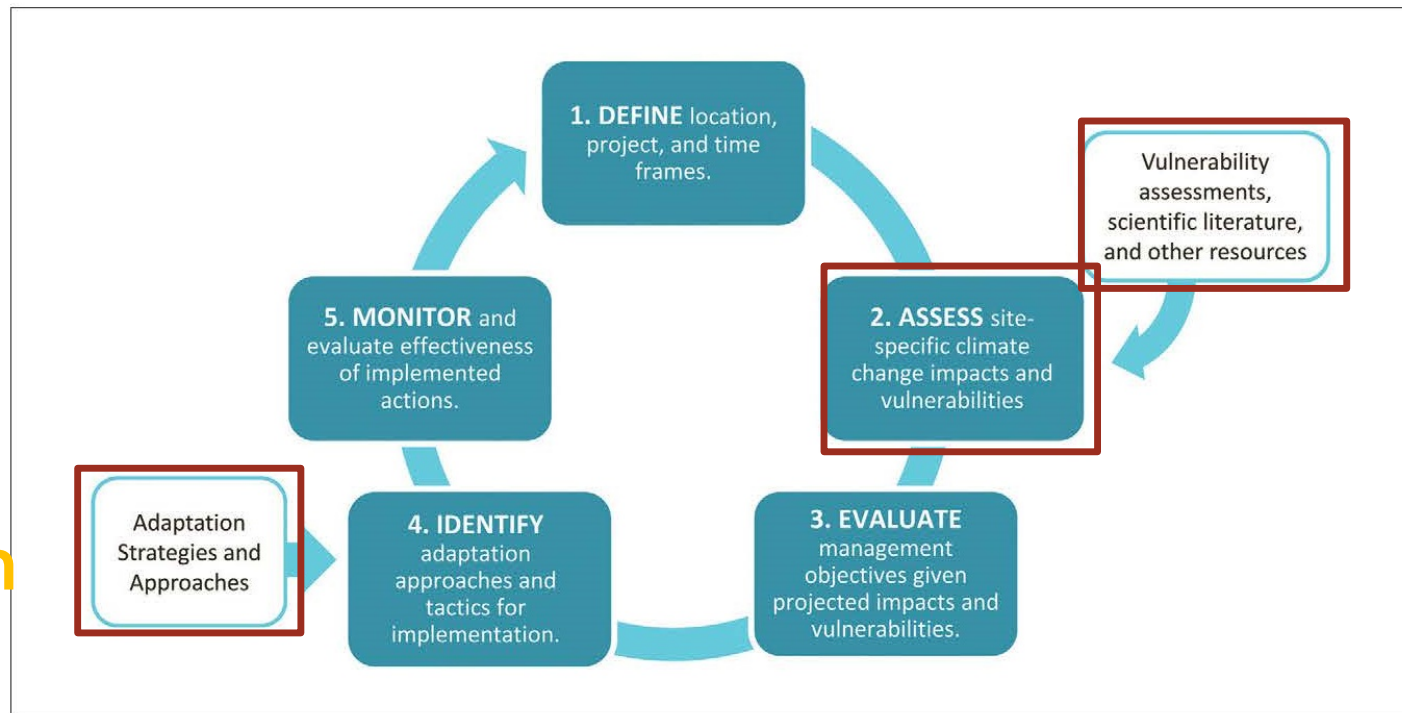 1. DEFINE location,
project, and time
frames.
Vulnerability
assessments,
scientific literature,
and other resources
2. ASSESS site-
specific climate
change impacts and
vulnerabilities
3. EVALUATE
management
objectives given
projected impacts and
vulnerabilities.
4. IDENTIFY
adaptation
approaches and
tactics for
implementation.
Adaptation
Strategies and
Approaches
5. MONITOR and
evaluate effectiveness
of implemented
actions.
n